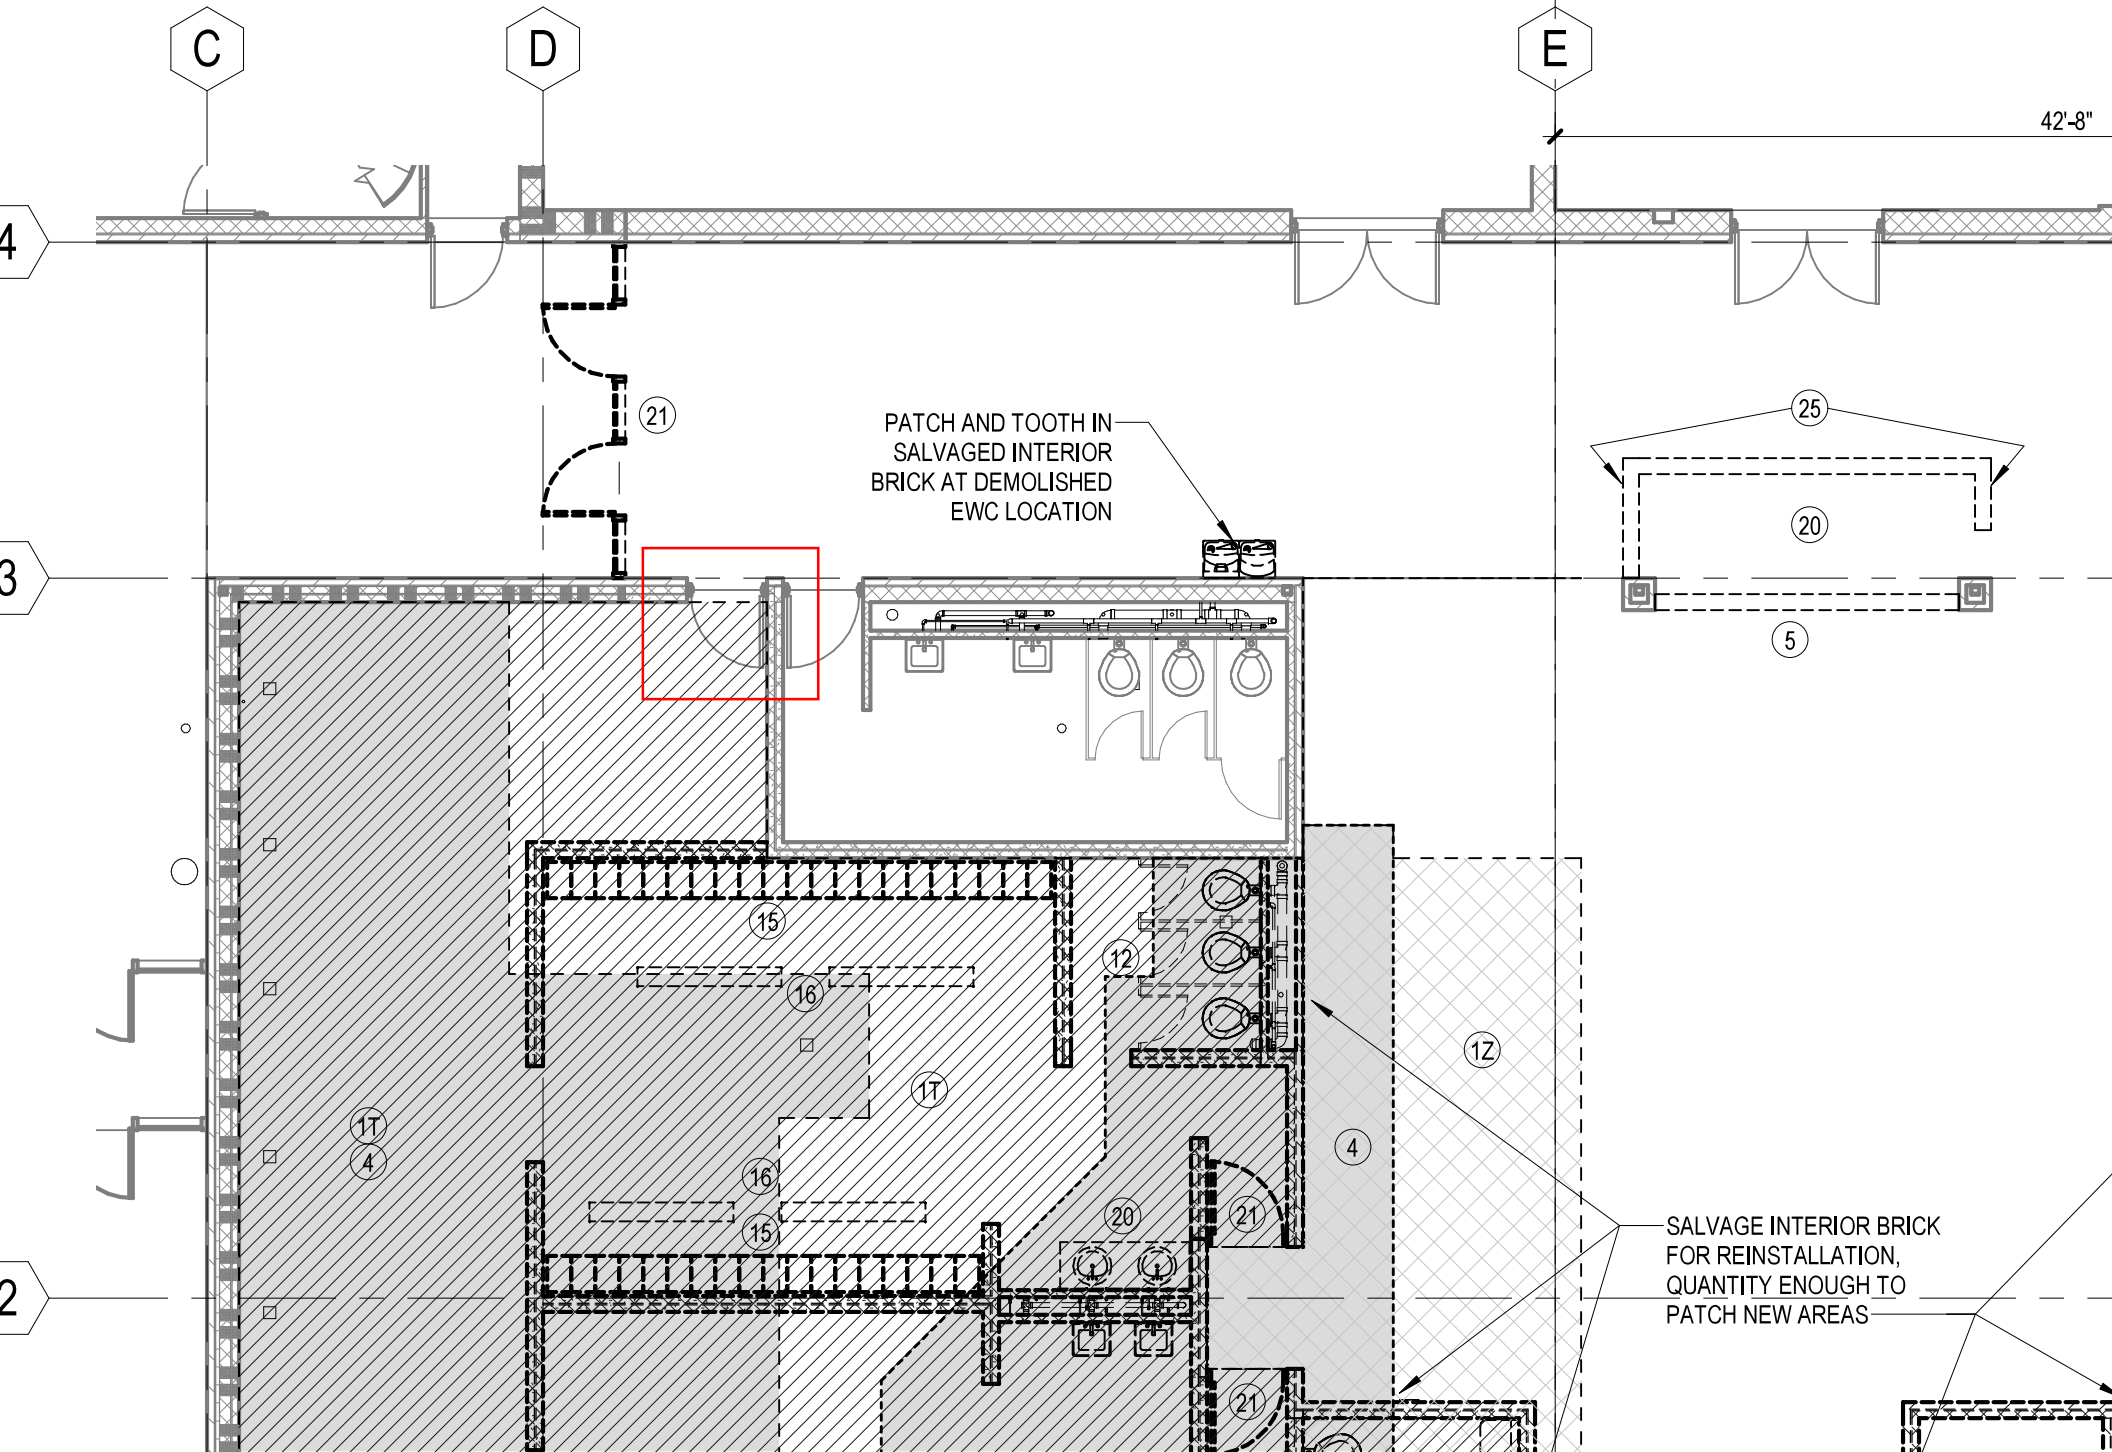 C
D
E
42'-8"
4
21
PATCH AND TOOTH IN
SALVAGED INTERIOR
BRICK AT DEMOLISHED
EWC LOCATION
25
20
3
5
15
12
16
1Z
1T
1T
4
4
16
15
20
21
SALVAGE INTERIOR BRICK
FOR REINSTALLATION,
QUANTITY ENOUGH TO
PATCH NEW AREAS
2
21